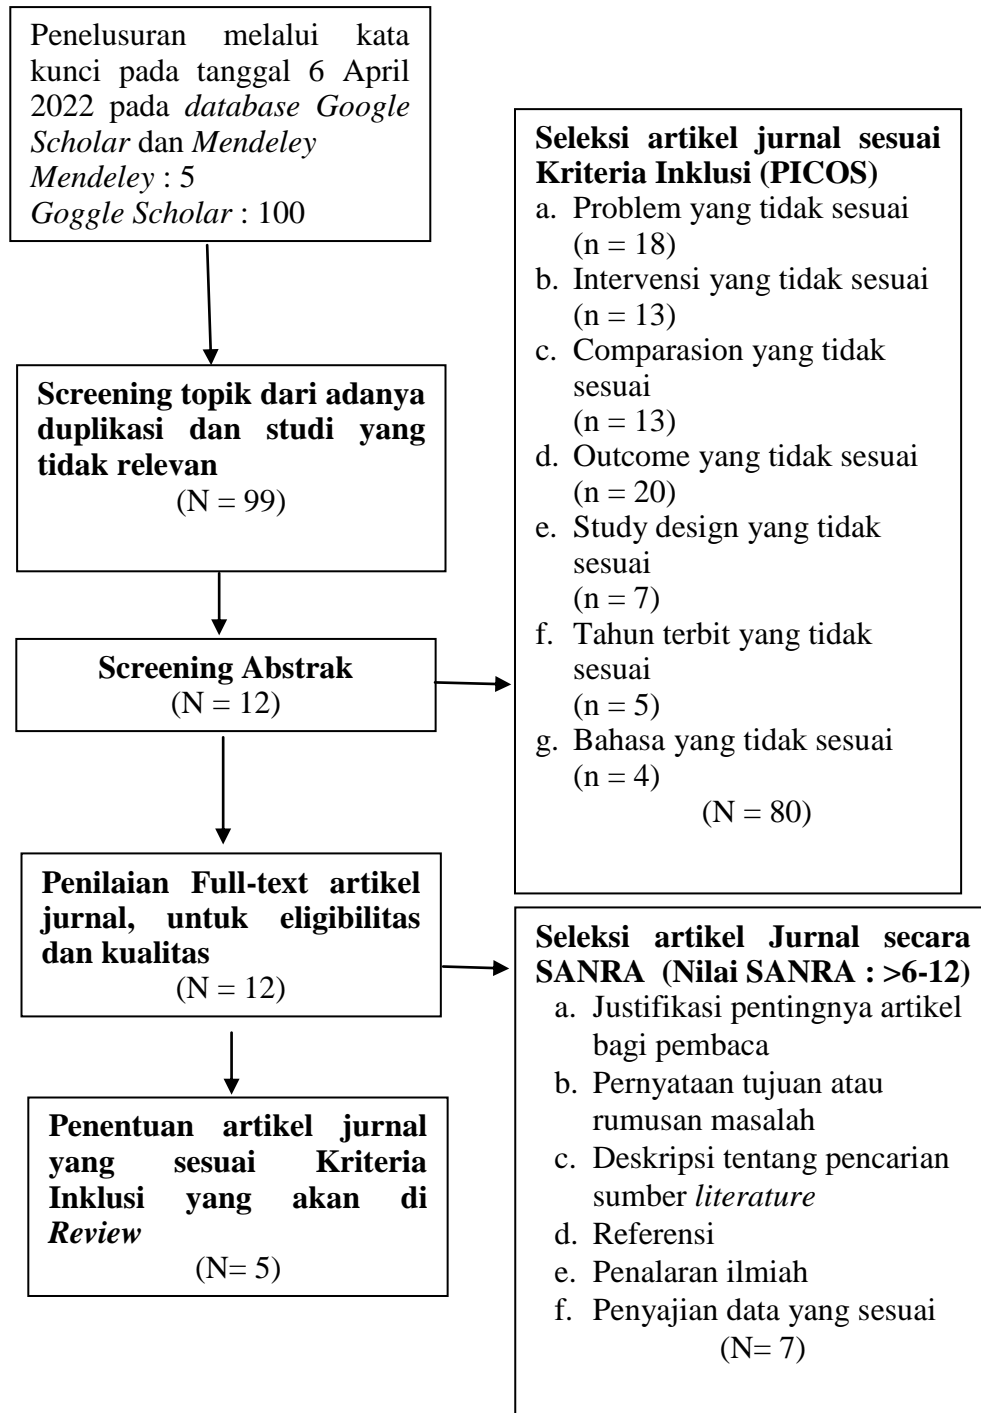 Penelusuran melalui kata
kunci pada tanggal 6 April
2022 pada database Google
Scholar dan Mendeley
Mendeley : 5
Goggle Scholar : 100
Screening topik dari adanya
duplikasi dan studi yang
tidak relevan
(N = 99)
Screening Abstrak
(N = 12)
Seleksi artikel jurnal sesuai
Kriteria Inklusi (PICOS)
a. Problem yang tidak sesuai
(n = 18)
b. Intervensi yang tidak sesuai
(n = 13)
c. Comparasion yang tidak
sesuai
(n = 13)
d. Outcome yang tidak sesuai
(n = 20)
e. Study design yang tidak
sesuai
(n = 7)
f. Tahun terbit yang tidak
sesuai
(n = 5)
g. Bahasa yang tidak sesuai
(n = 4)
(N = 80)
Penilaian Full-text artikel
jurnal, untuk eligibilitas
dan kualitas
(N = 12)
Seleksi artikel Jurnal secara
SANRA (Nilai SANRA : >6-12)
a. Justifikasi pentingnya artikel
bagi pembaca
b. Pernyataan tujuan atau
rumusan masalah
c. Deskripsi tentang pencarian
sumber literature
d. Referensi
e. Penalaran ilmiah
f. Penyajian data yang sesuai
(N= 7)
Penentuan artikel jurnal
yang sesuai Kriteria
Inklusi yang akan di
Review
(N= 5)